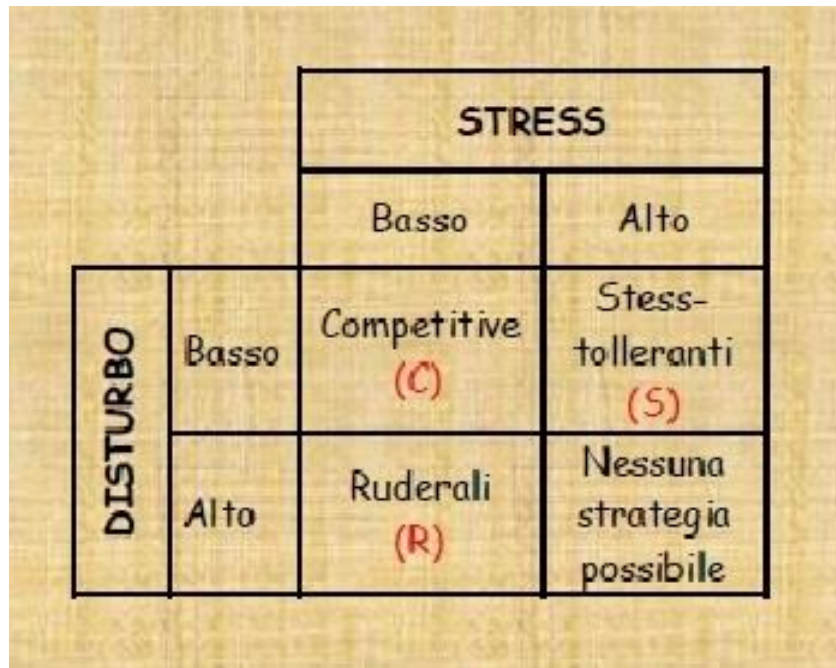 STRESS
Basso Alto
DISTURBO
Basso
Competitive
(C)
Stess-
tolleranti
(S)
Alto
Ruderali
(R)
Nessuna
strategia
possibile